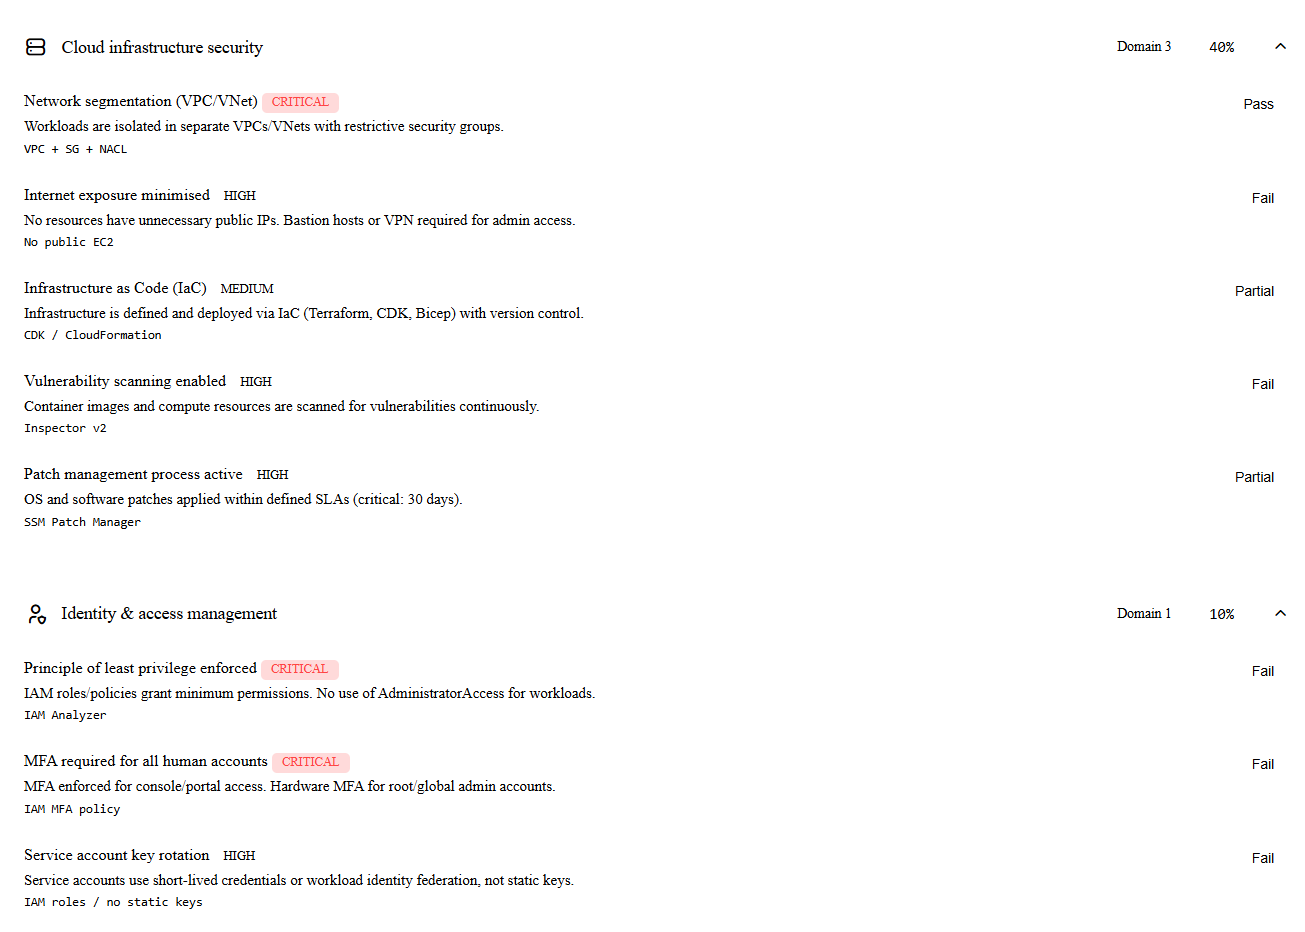 Cloud infrastructure security Domain 3 40%
Network segmentation (VPC/VNet) CRITICAL Pass
Workloads are isolated in separate VPCs/VNets with restrictive security groups.
VPC + SG + NACL
Internet exposure minimised HIGH Fail
No resources have unnecessary public IPs. Bastion hosts or VPN required for admin access.
No public EC2
Infrastructure as Code (IaC) MEDIUM Partial
Infrastructure is defined and deployed via IaC (Terraform, CDK, Bicep) with version control.
CDK / CloudFormation
Vulnerability scanning enabled HIGH Fail
Container images and compute resources are scanned for vulnerabilities continuously.
Inspector v2
Patch management process active HIGH Partial
OS and software patches applied within defined SLAs (critical: 30 days).
SSM Patch Manager
Identity & access management Domain 1 10%
Principle of least privilege enforced CRITICAL Fail
IAM roles/policies grant minimum permissions. No use of AdministratorAccess for workloads.
IAM Analyzer
MFA required for all human accounts CRITICAL Fail
MFA enforced for console/portal access. Hardware MFA for root/global admin accounts.
IAM MFA policy
Service account key rotation HIGH Fail
Service accounts use short-lived credentials or workload identity federation, not static keys.
IAM roles / no static keys